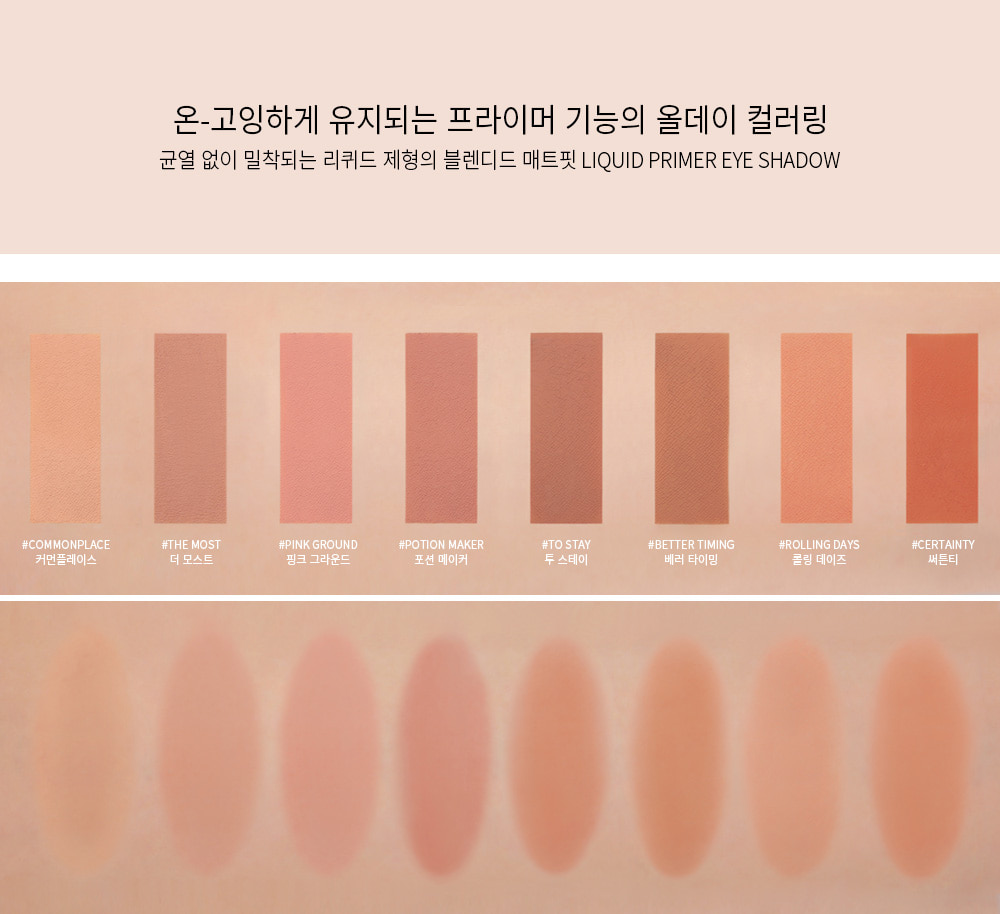 온-고잉하게 유지되는 프라이머 기능의 올데이 컬러링
균열 없이 밀착되는 리퀴드 제형의 블렌디드 매트핏 LIQUID PRIMER EYE SHADOW
#COMMONPLACE
커먼플레이스
#THE MOST
더 모스트
#PINK GROUND
핑크 그라운드
#POTION MAKER
포션 메이커
#TO STAY
투 스테이
#BETTER TIMING
베러 타이밍
#ROLLING DAYS
롤링 데이즈
#CERTAINTY
써튼티